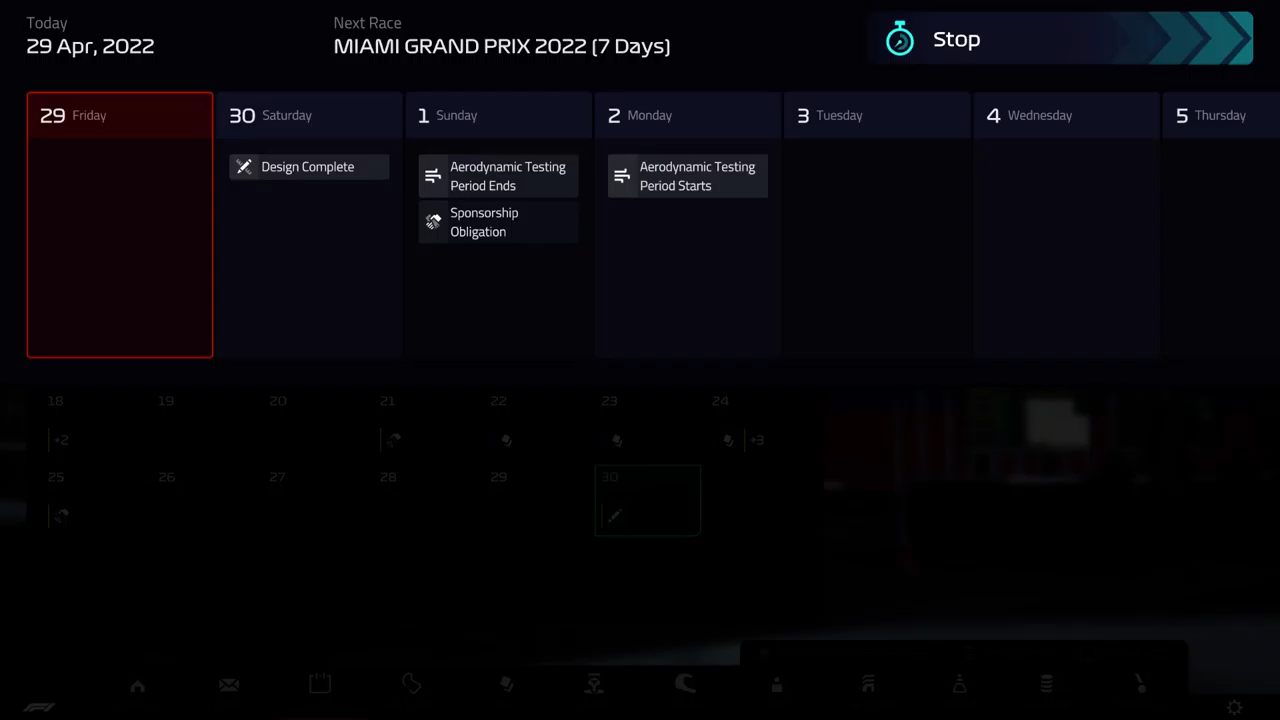 Today
29 Apr, 2022
Next Race
MIAMI GRAND PRIX 2022 (7 Days)
Stop
29 Friday
30 Saturday
1 Sunday
2 Monday
3 Tuesday
4 Wednesday
5 Thursday
Design Complete
Aerodynamic Testing
Period Ends
Sponsorship
Obligation
Aerodynamic Testing
Period Starts
18 19 20 21 22 23 24
+2 +3
25 26 27 28 29 30